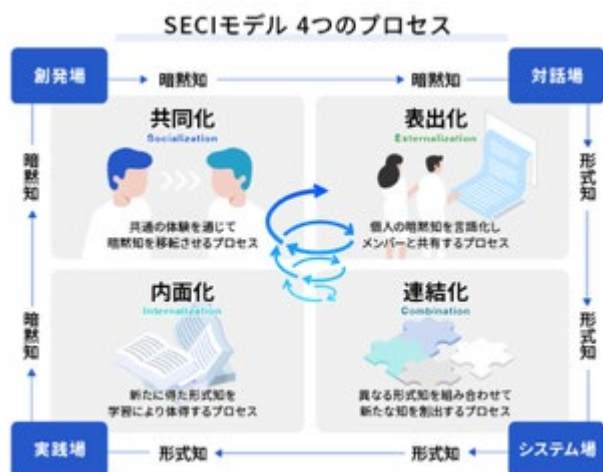 SECIモデル 4つのプロセス
創発場
暗黙知
暗黙知
対話場
共同化
Socialization
共通の体験を通じて
暗黙知を移転させるプロセス
表出化
Externalization
個人の暗黙知を言語化し
メンバーと共有するプロセス
暗黙知
形式知
内面化
Internalization
新たに得た形式知を
学習により体得するプロセス
連結化
Combination
異なる形式知を組み合わせて
新たな知を創出するプロセス
暗黙知
形式知
実践場
形式知
形式知
システム場